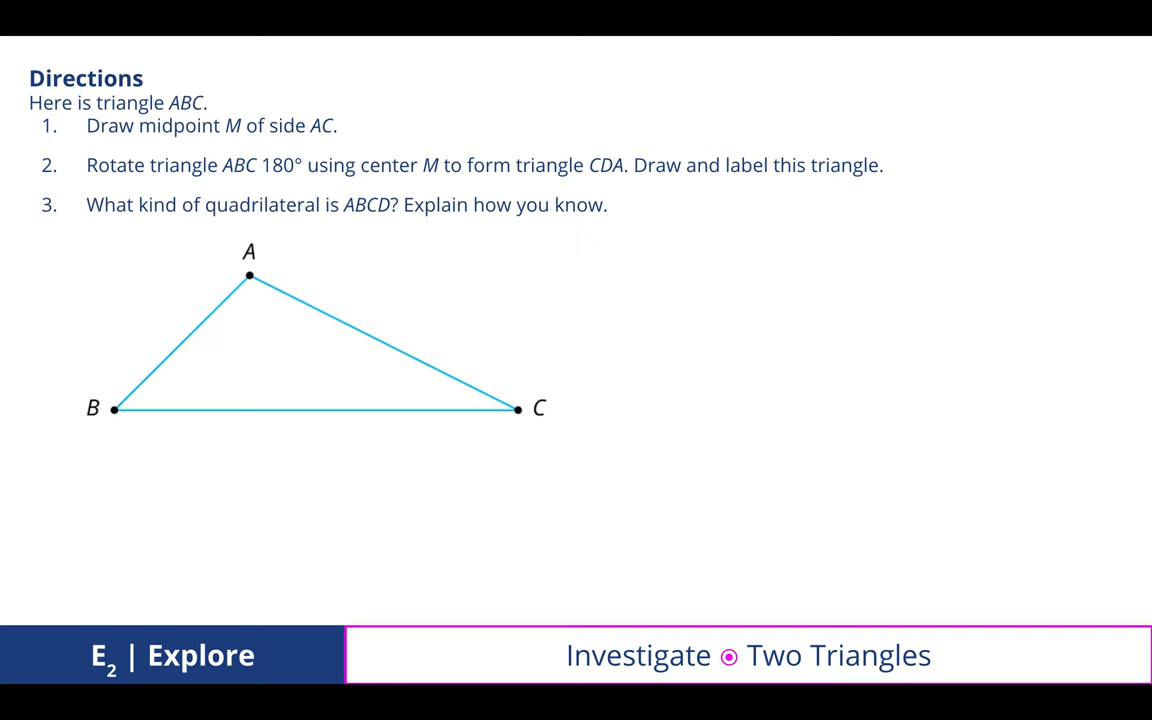 Directions
Here is triangle ABC.
1. Draw midpoint M of side AC.
2. Rotate triangle ABC 180° using center M to form triangle CDA. Draw and label this triangle.
3. What kind of quadrilateral is ABCD? Explain how you know.
A
B
C
E₂ | Explore
Investigate ⦿ Two Triangles